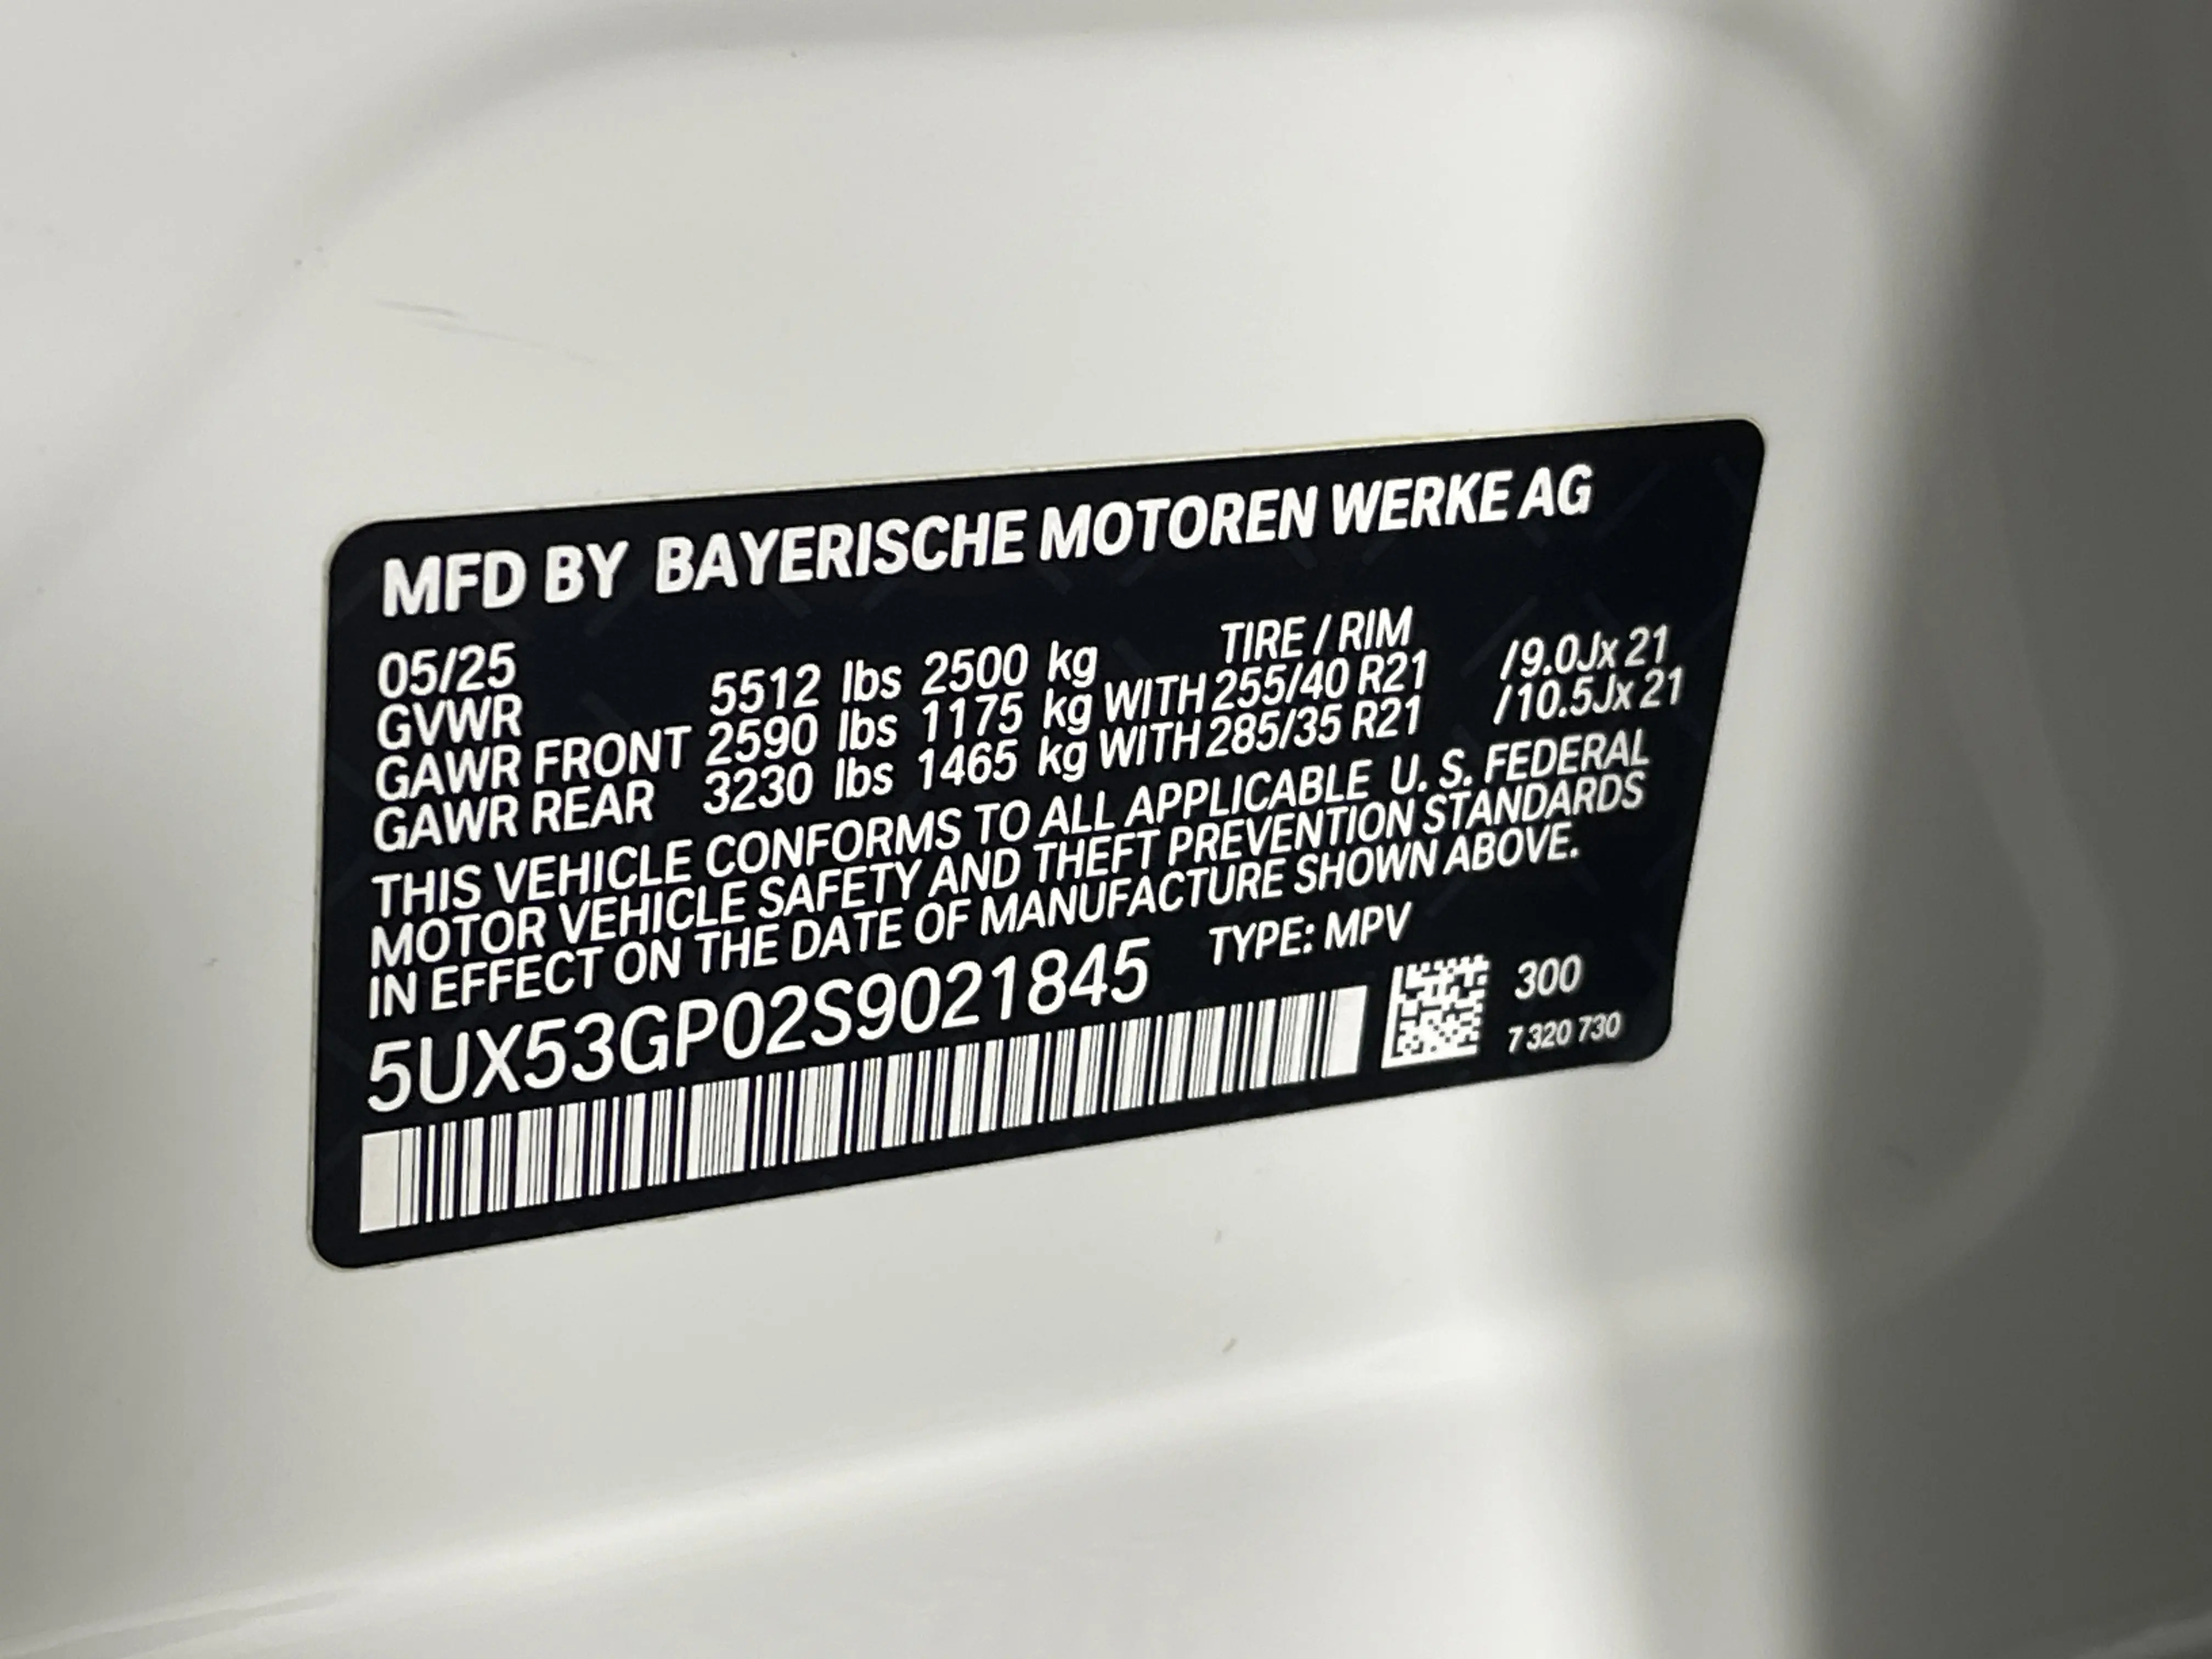 MFD BY BAYERISCHE MOTOREN WERKE AG
05/25 TIRE / RIM
GVWR 5512 lbs 2500 kg
GAWR FRONT 2590 lbs 1175 kg WITH 255/40 R21 /9.0Jx 21
GAWR REAR 3230 lbs 1465 kg WITH 285/35 R21 /10.5Jx 21
THIS VEHICLE CONFORMS TO ALL APPLICABLE U. S. FEDERAL
MOTOR VEHICLE SAFETY AND THEFT PREVENTION STANDARDS
IN EFFECT ON THE DATE OF MANUFACTURE SHOWN ABOVE.
5UX53GP02S9021845 TYPE: MPV
300
7 320 730